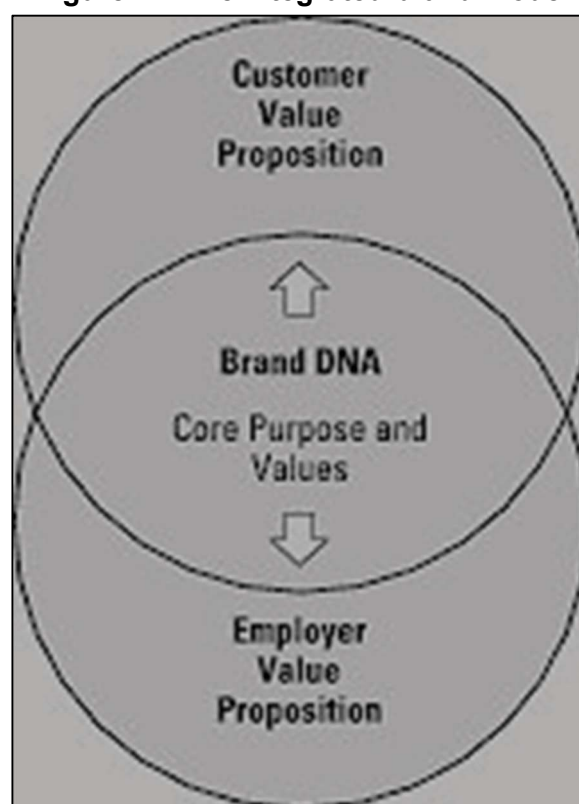 Customer
Value
Proposition
Brand DNA
Core Purpose and
Values
Employer
Value
Proposition